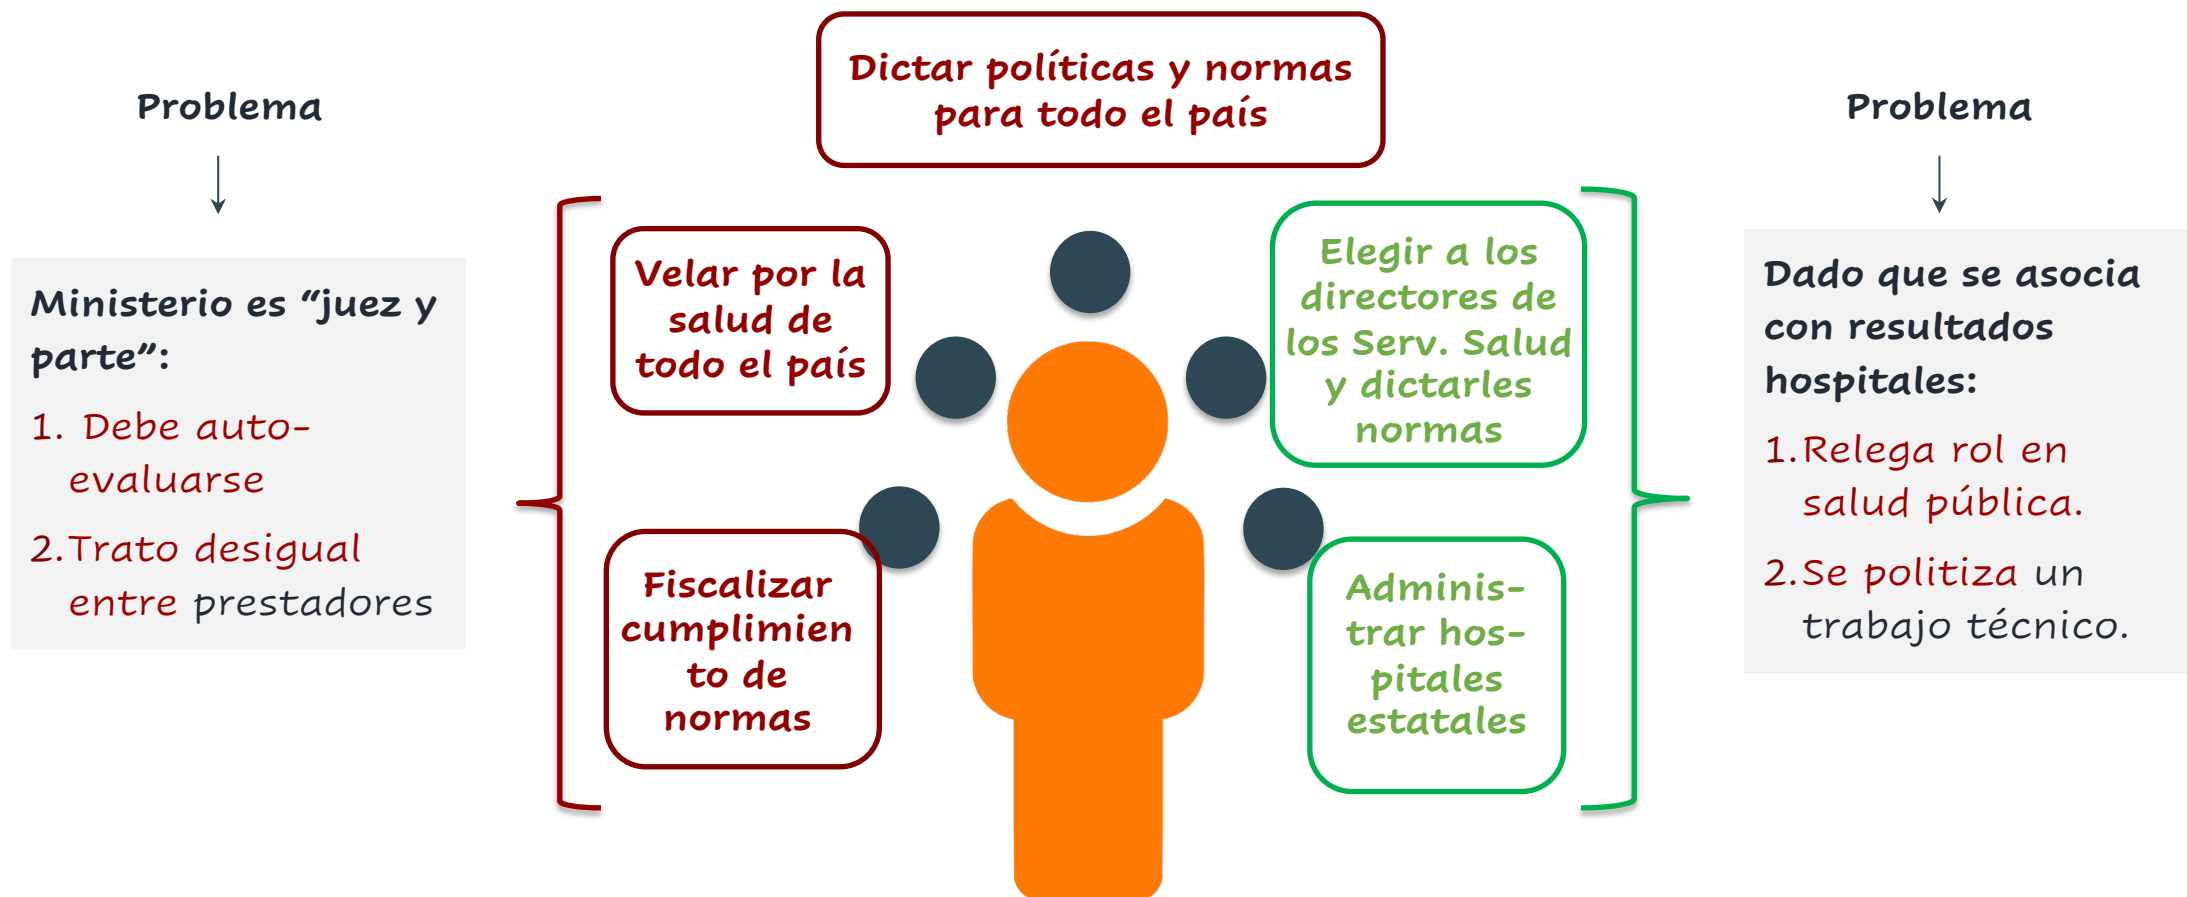 Dictar políticas y normas
para todo el país
Problema
Ministerio es “juez y
parte”:
1. Debe auto-
evaluarse
2.Trato desigual
entre prestadores
Velar por la
salud de
todo el país
Fiscalizar
cumplimien
to de
normas
Elegir a los
directores de
los Serv. Salud
y dictarles
normas
Adminis-
trar hos-
pitales
estatales
Problema
Dado que se asocia
con resultados
hospitales:
1.Relega rol en
salud pública.
2.Se politiza un
trabajo técnico.